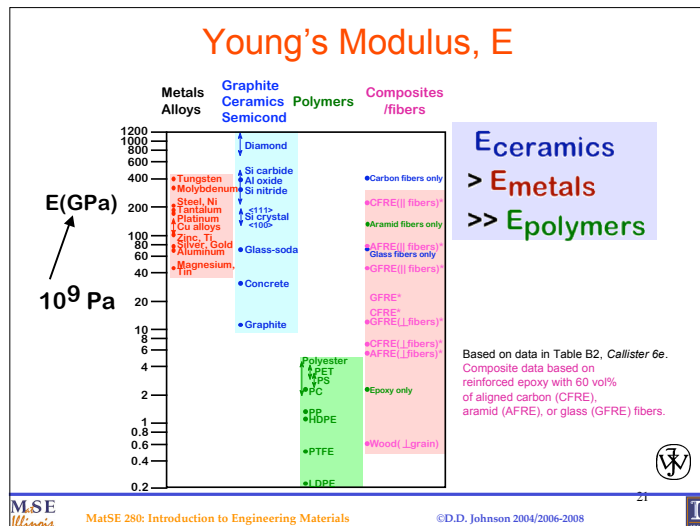 Young's Modulus, E
Metals
Alloys
Graphite
Ceramics
Semicond
Polymers
Composites
/fibers
E(GPa)
10⁹ Pa
1200
1000
800
600
400
200
100
80
60
40
20
10
8
6
4
2
1
0.8
0.6
0.4
0.2
Tungsten
Molybdenum
Steel, Ni
Tantalum
Platinum
Cu alloys
Zinc, Ti
Silver, Gold
Aluminum
Magnesium,
Tin
Diamond
Si carbide
Al oxide
Si nitride
<111>
Si crystal
<100>
Glass-soda
Concrete
Graphite
Polyester
PET
PS
PC
PP
HDPE
PTFE
LDPE
Carbon fibers only
CFRE(|| fibers)*
Aramid fibers only
AFRE(|| fibers)*
Glass fibers only
GFRE(|| fibers)*
GFRE*
CFRE*
GFRE(⊥fibers)*
CFRE(⊥fibers)*
AFRE(⊥fibers)*
Epoxy only
Wood(⊥grain)
Eceramics
> Emetals
>> Epolymers
Based on data in Table B2, Callister 6e.
Composite data based on
reinforced epoxy with 60 vol%
of aligned carbon (CFRE),
aramid (AFRE), or glass (GFRE) fibers.
21
MatSE
Illinois
MatSE 280: Introduction to Engineering Materials
©D.D. Johnson 2004/2006-2008
I